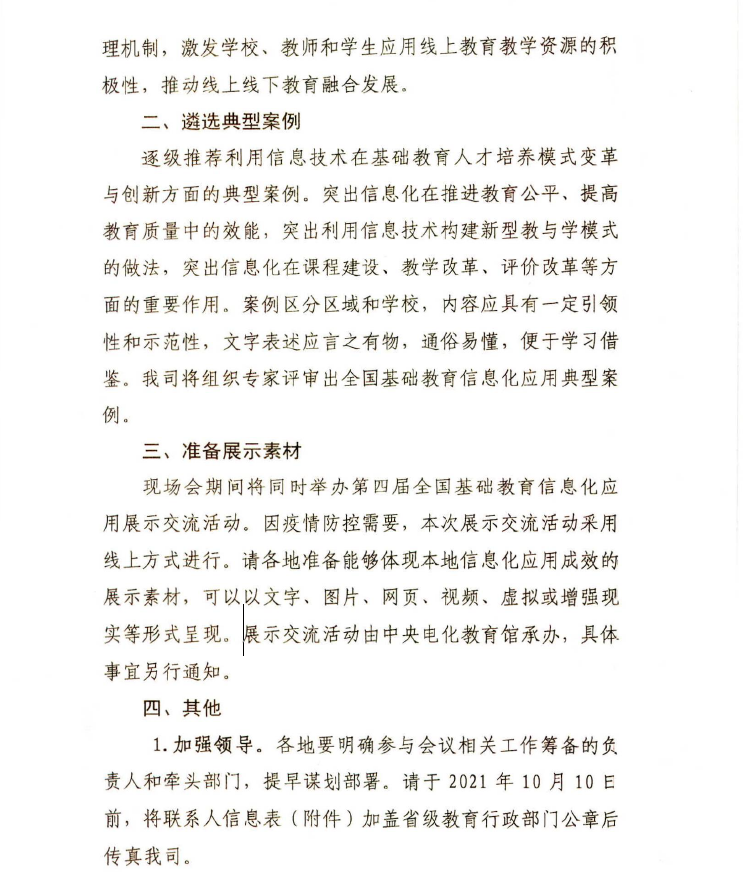 理机制，激发学校、教师和学生应用线上教育教学资源的积
极性，推动线上线下教育融合发展。
二、遴选典型案例
逐级推荐利用信息技术在基础教育人才培养模式变革
与创新方面的典型案例。突出信息化在推进教育公平、提高
教育质量中的效能，突出利用信息技术构建新型教与学模式
的做法，突出信息化在课程建设、教学改革、评价改革等方
面的重要作用。案例区分区域和学校，内容应具有一定引领
性和示范性，文字表述应言之有物，通俗易懂，便于学习借
鉴。我司将组织专家评审出全国基础教育信息化应用典型案
例。
三、准备展示素材
现场会期间将同时举办第四届全国基础教育信息化应
用展示交流活动。因疫情防控需要，本次展示交流活动采用
线上方式进行。请各地准备能够体现本地信息化应用成效的
展示素材，可以以文字、图片、网页、视频、虚拟或增强现
实等形式呈现。展示交流活动由中央电化教育馆承办，具体
事宜另行通知。
四、其他
1.加强领导。各地要明确参与会议相关工作筹备的负
责人和牵头部门，提早谋划部署。请于 2021 年 10 月 10 日
前，将联系人信息表（附件）加盖省级教育行政部门公章后
传真我司。